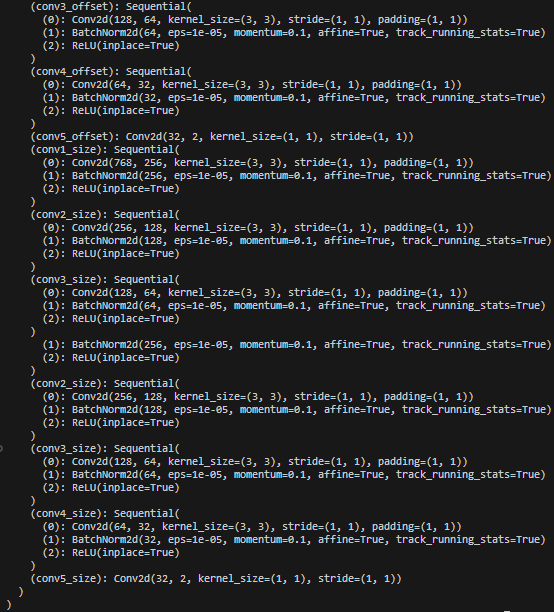 (conv3_offset): Sequential(
(0): Conv2d(128, 64, kernel_size=(3, 3), stride=(1, 1), padding=(1, 1))
(1): BatchNorm2d(64, eps=1e-05, momentum=0.1, affine=True, track_running_stats=True)
(2): ReLU(inplace=True)
)
(conv4_offset): Sequential(
(0): Conv2d(64, 32, kernel_size=(3, 3), stride=(1, 1), padding=(1, 1))
(1): BatchNorm2d(32, eps=1e-05, momentum=0.1, affine=True, track_running_stats=True)
(2): ReLU(inplace=True)
)
(conv5_offset): Conv2d(32, 2, kernel_size=(1, 1), stride=(1, 1))
(conv1_size): Sequential(
(0): Conv2d(768, 256, kernel_size=(3, 3), stride=(1, 1), padding=(1, 1))
(1): BatchNorm2d(256, eps=1e-05, momentum=0.1, affine=True, track_running_stats=True)
(2): ReLU(inplace=True)
)
(conv2_size): Sequential(
(0): Conv2d(256, 128, kernel_size=(3, 3), stride=(1, 1), padding=(1, 1))
(1): BatchNorm2d(128, eps=1e-05, momentum=0.1, affine=True, track_running_stats=True)
(2): ReLU(inplace=True)
)
(conv3_size): Sequential(
(0): Conv2d(128, 64, kernel_size=(3, 3), stride=(1, 1), padding=(1, 1))
(1): BatchNorm2d(64, eps=1e-05, momentum=0.1, affine=True, track_running_stats=True)
(2): ReLU(inplace=True)
)
(1): BatchNorm2d(256, eps=1e-05, momentum=0.1, affine=True, track_running_stats=True)
(2): ReLU(inplace=True)
)
(conv2_size): Sequential(
(0): Conv2d(256, 128, kernel_size=(3, 3), stride=(1, 1), padding=(1, 1))
(1): BatchNorm2d(128, eps=1e-05, momentum=0.1, affine=True, track_running_stats=True)
(2): ReLU(inplace=True)
)
(conv3_size): Sequential(
(0): Conv2d(128, 64, kernel_size=(3, 3), stride=(1, 1), padding=(1, 1))
(1): BatchNorm2d(64, eps=1e-05, momentum=0.1, affine=True, track_running_stats=True)
(2): ReLU(inplace=True)
)
(conv4_size): Sequential(
(0): Conv2d(64, 32, kernel_size=(3, 3), stride=(1, 1), padding=(1, 1))
(1): BatchNorm2d(32, eps=1e-05, momentum=0.1, affine=True, track_running_stats=True)
(2): ReLU(inplace=True)
)
(conv5_size): Conv2d(32, 2, kernel_size=(1, 1), stride=(1, 1))
)
)